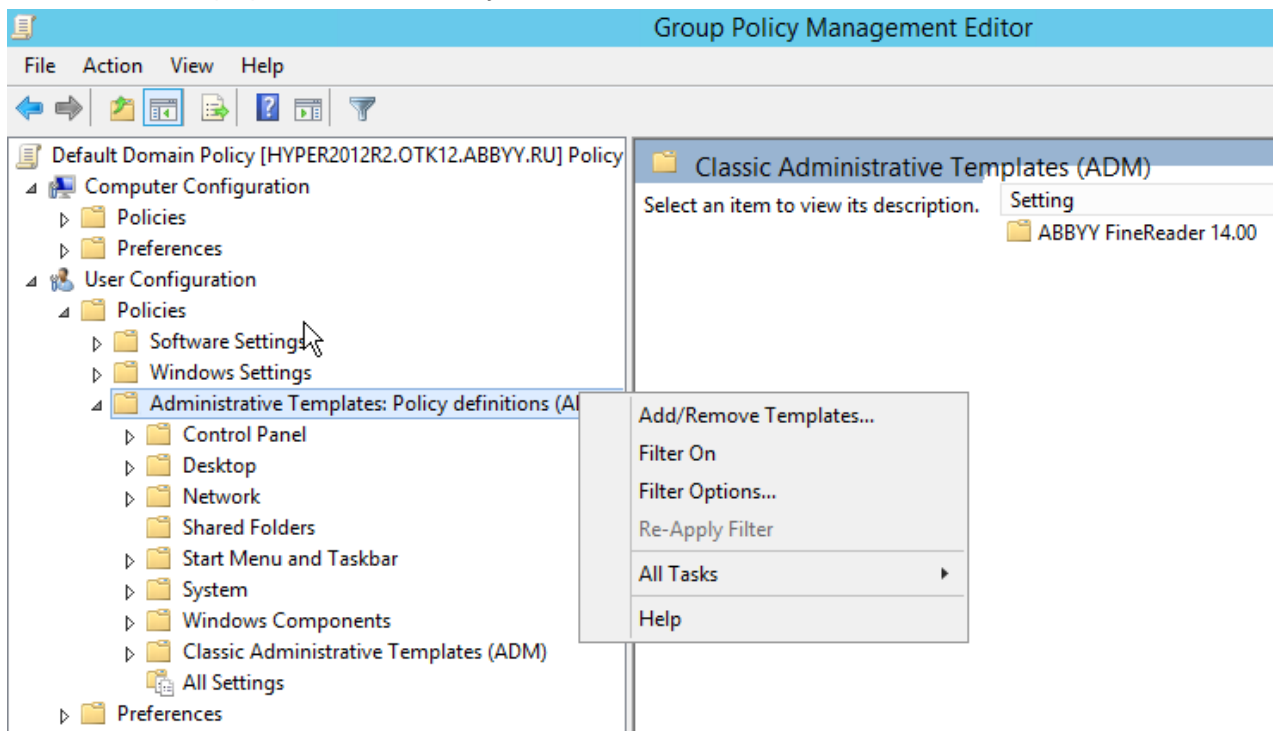 Group Policy Management Editor
File Action View Help
Default Domain Policy [HYPER2012R2.OTK12.ABBYY.RU] Policy
Computer Configuration
Policies
Preferences
User Configuration
Policies
Software Settings
Windows Settings
Administrative Templates: Policy definitions (A
Control Panel
Desktop
Network
Shared Folders
Start Menu and Taskbar
System
Windows Components
Classic Administrative Templates (ADM)
All Settings
Preferences
Classic Administrative Templates (ADM)
Select an item to view its description.
Setting
ABBYY FineReader 14.00
Add/Remove Templates...
Filter On
Filter Options...
Re-Apply Filter
All Tasks
Help